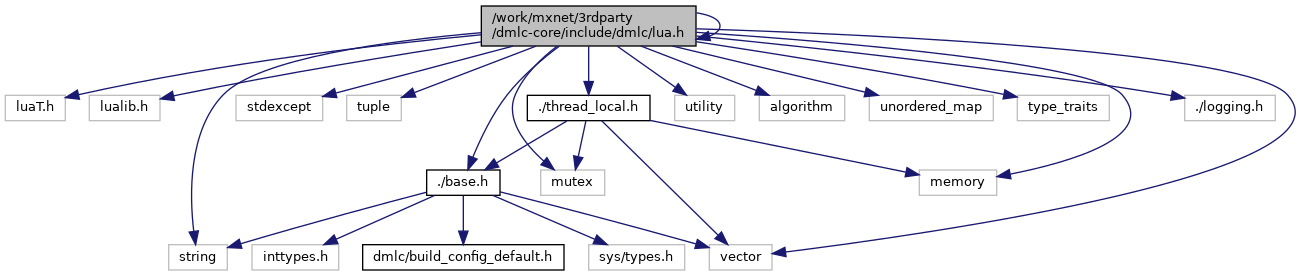 /work/mxnet/3rdparty
/dmlc-core/include/dmlc/lua.h
luaT.h
lualib.h
stdexcept
tuple
./thread_local.h
utility
algorithm
unordered_map
type_traits
./logging.h
./base.h
mutex
memory
string
inttypes.h
dmlc/build_config_default.h
sys/types.h
vector